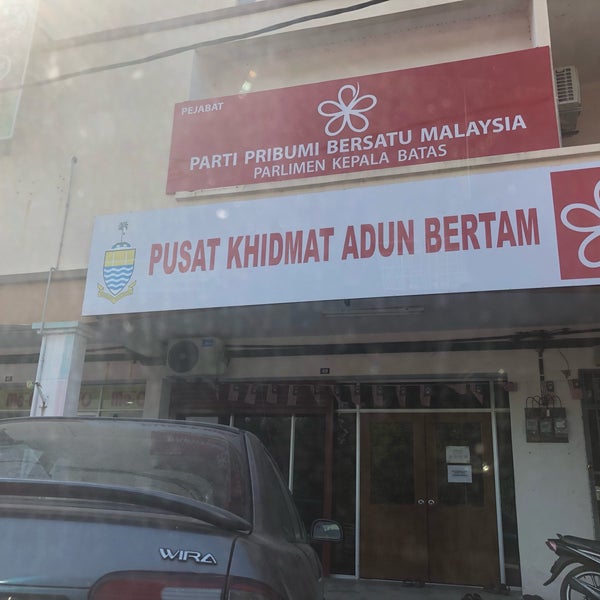 PEJABAT
PARTI PRIBUMI BERSATU MALAYSIA
PARLIMEN KEPALA BATAS
PUSAT KHIDMAT ADUN BERTAM
WIRA